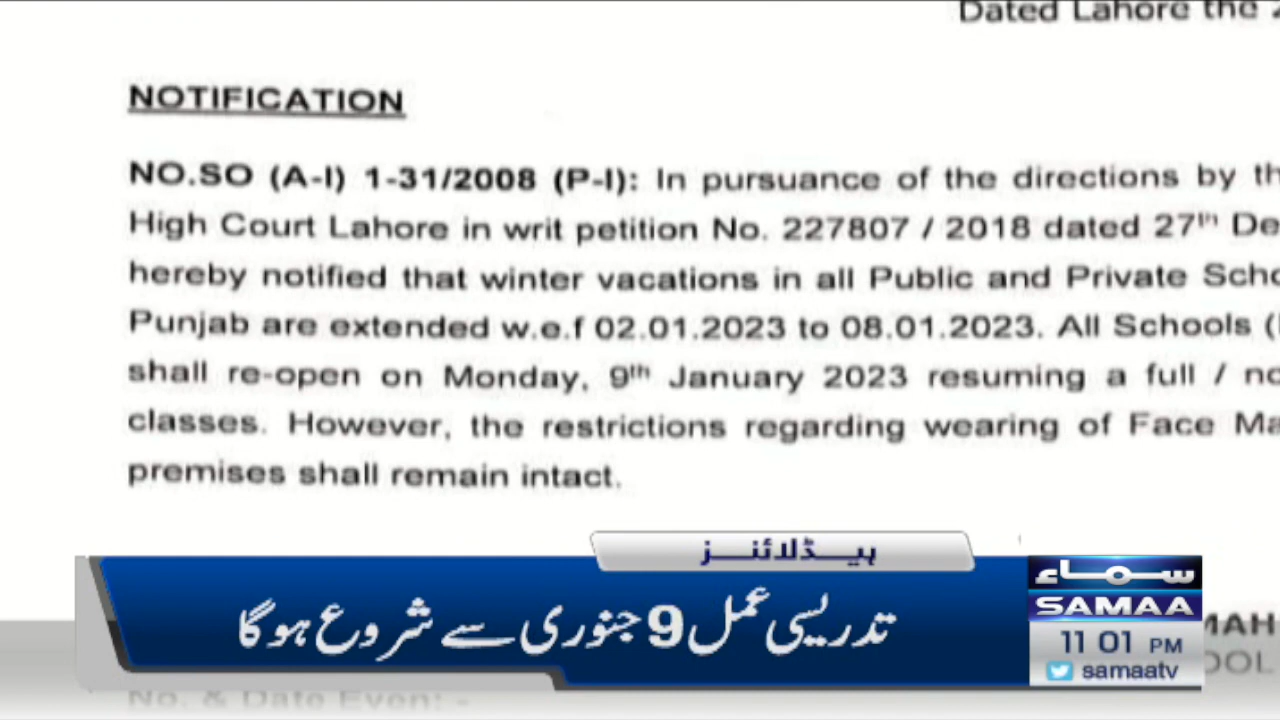 Dated Lahore the
NOTIFICATION
NO.SO (A-I) 1-31/2008 (P-I): In pursuance of the directions by
High Court Lahore in writ petition No. 227807 / 2018 dated 27th
hereby notified that winter vacations in all Public and Private
Punjab are extended w.e.f 02.01.2023 to 08.01.2023. All Schools
shall re-open on Monday, 9th January 2023 resuming a full /
classes. However, the restrictions regarding wearing of Face
premises shall remain intact.
ہیڈلائنز
تدریسی عمل 9 جنوری سے شروع ہوگا
سماء
SAMAA
11 01 PM
samaatv
No. & Date Even: -